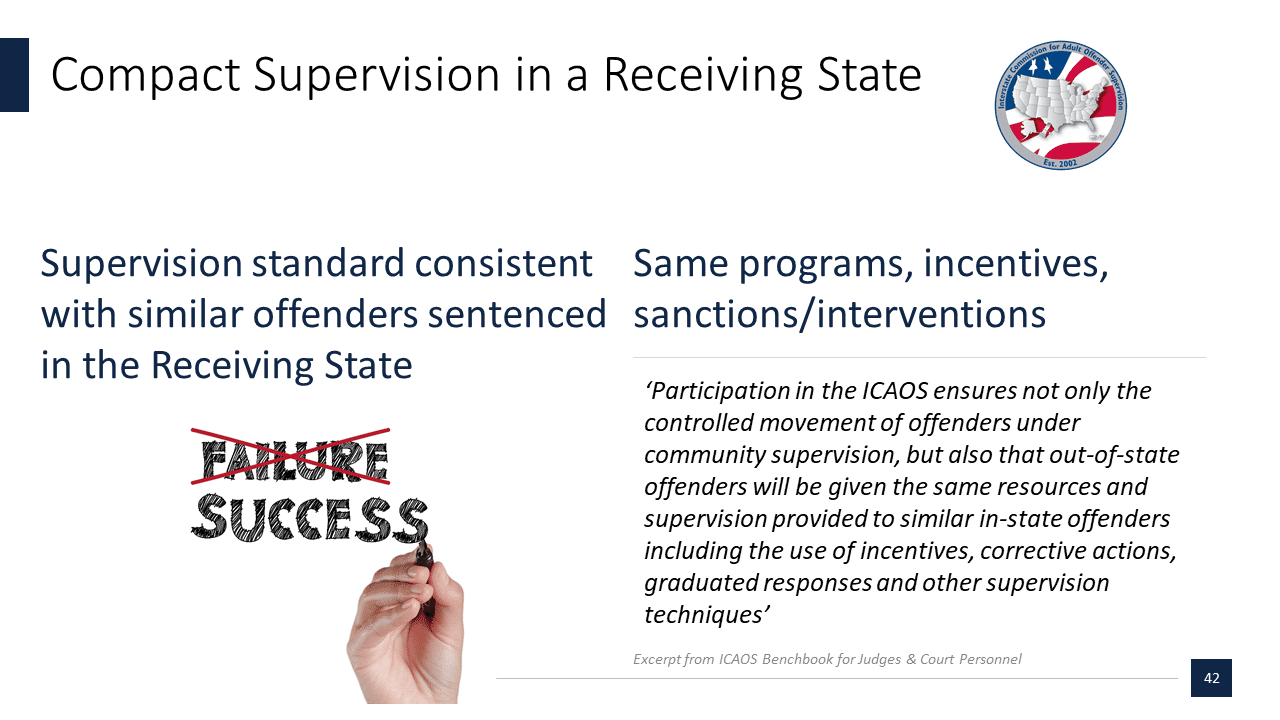 Compact Supervision in a Receiving State
Interstate Commission for Adult Offender Supervision
Est. 2002
Supervision standard consistent
with similar offenders sentenced
in the Receiving State
FAILURE
SUCCESS
Same programs, incentives,
sanctions/interventions
‘Participation in the ICAOS ensures not only the
controlled movement of offenders under
community supervision, but also that out-of-state
offenders will be given the same resources and
supervision provided to similar in-state offenders
including the use of incentives, corrective actions,
graduated responses and other supervision
techniques’
Excerpt from ICAOS Benchbook for Judges & Court Personnel
42